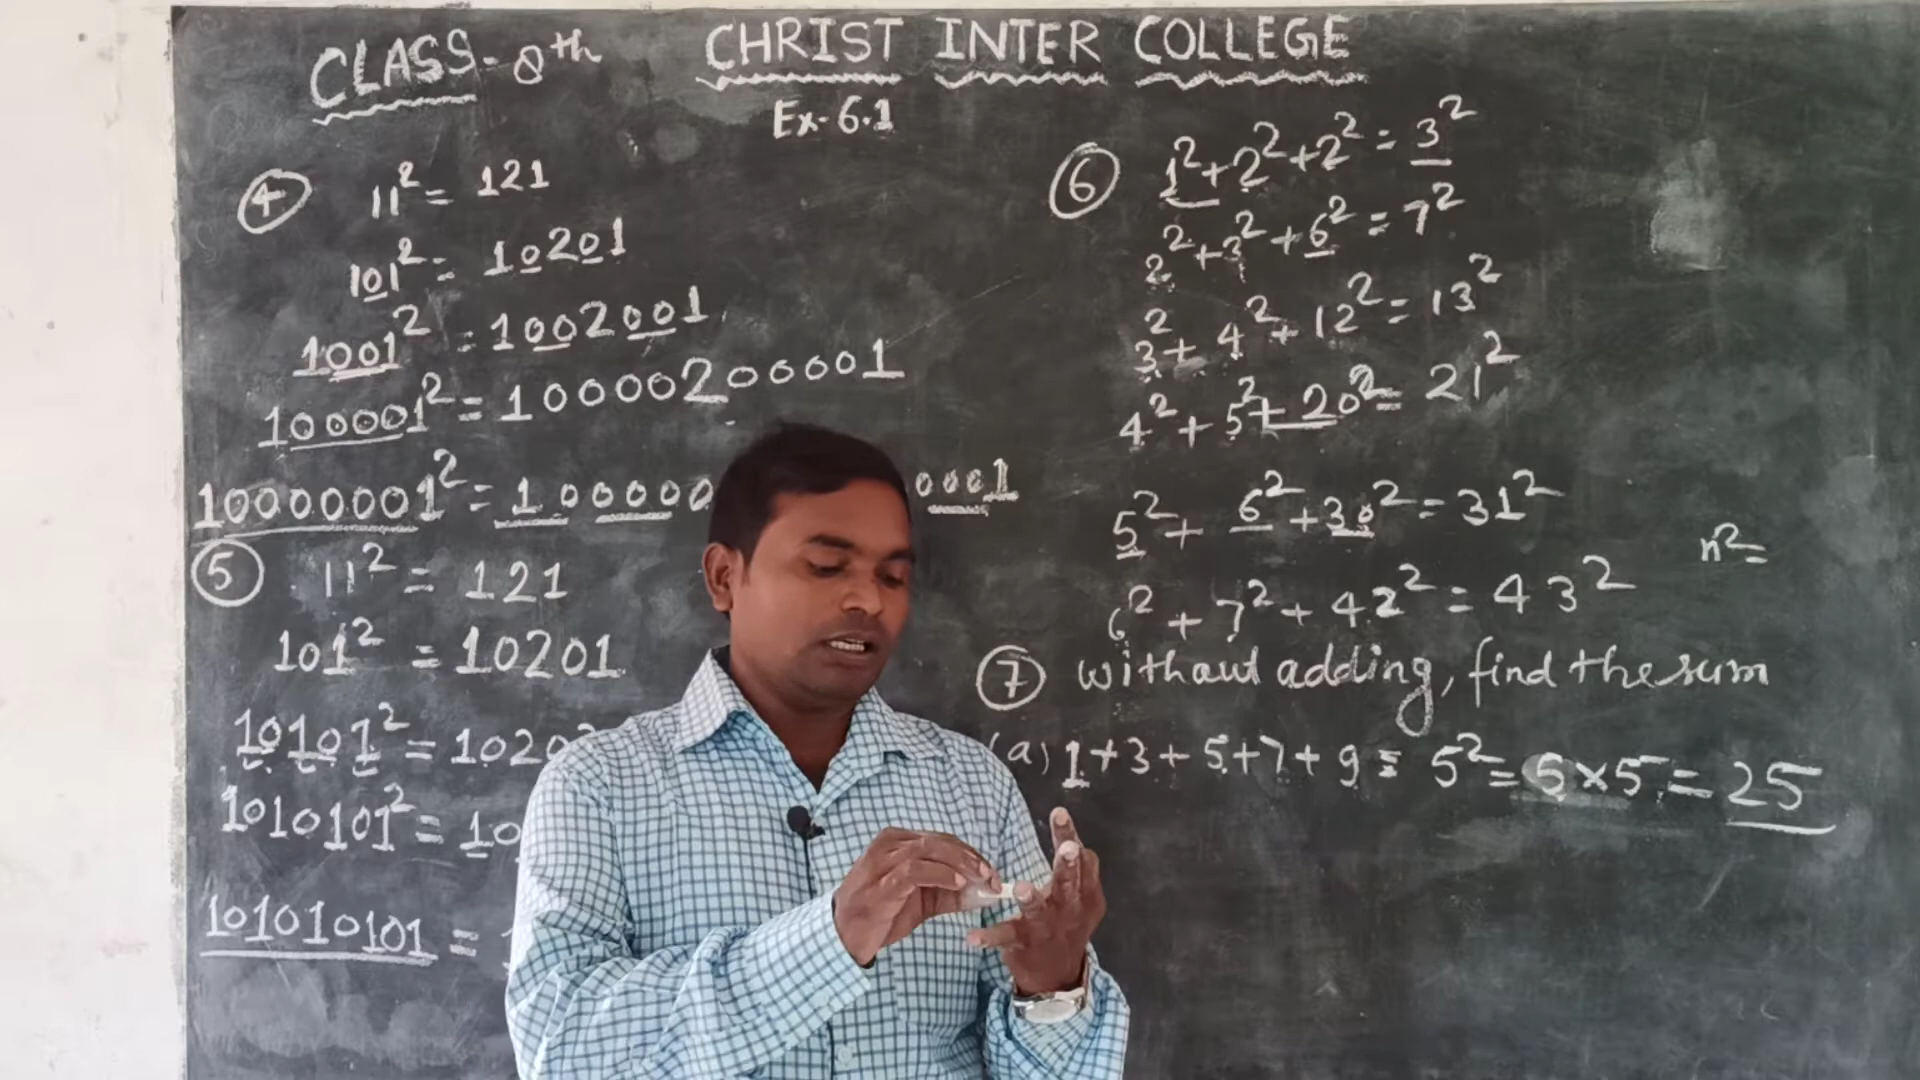 CLASS-8th
CHRIST INTER COLLEGE
Ex-6.1
④ 11² = 121
101² = 10201
1001² = 1002001
100001² = 10000200001
10000001² = 100000 0001
⑤ 11² = 121
101² = 10201
10101² = 1020
1010101² = 10
101010101 =
⑥ 1²+2²+2² = 3²
2²+3²+6² = 7²
3²+4²+12² = 13²
4²+5²+20² = 21²
5²+6²+30² = 31²
n² =
6²+7²+42² = 43²
⑦ without adding, find the sum
(a) 1+3+5+7+9 = 5² = 5×5 = 25